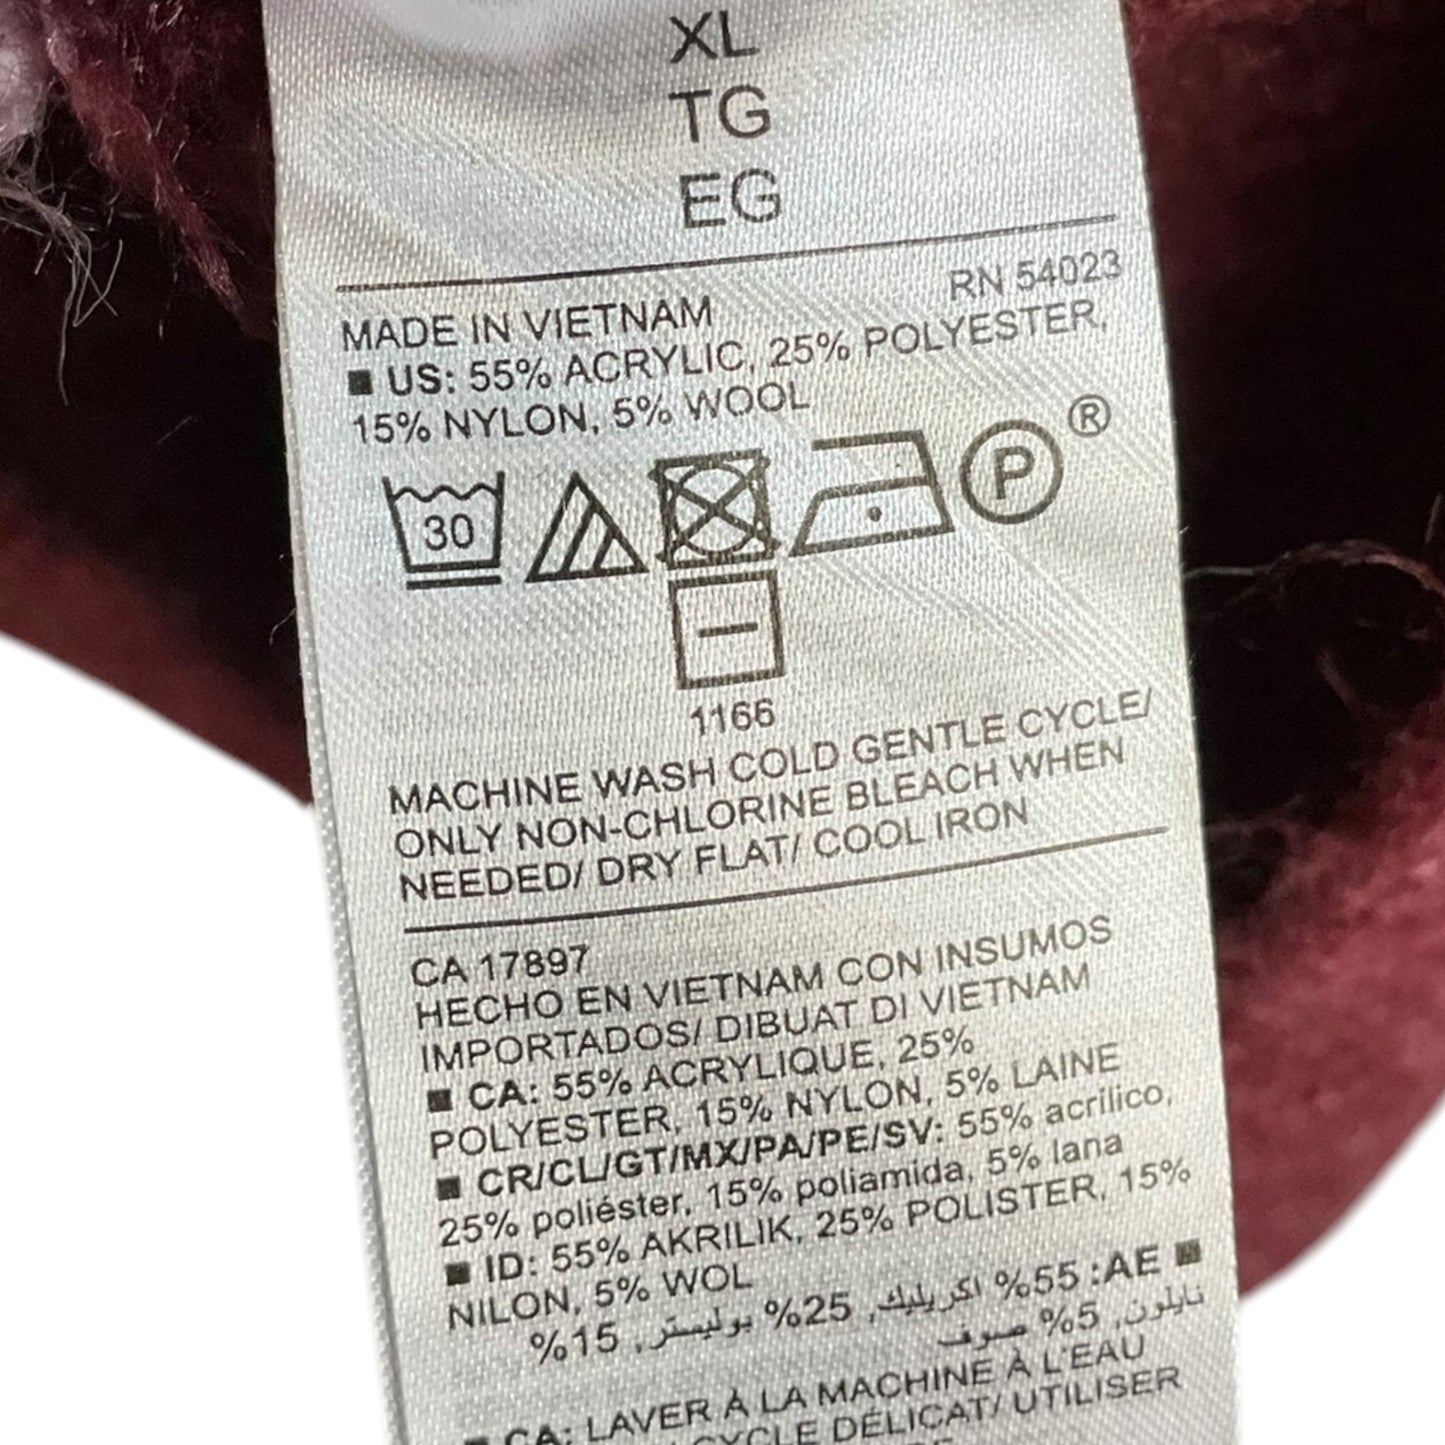 XL
TG
EG
RN 54023
MADE IN VIETNAM
■ US: 55% ACRYLIC, 25% POLYESTER,
15% NYLON, 5% WOOL
30
P ®
1166
MACHINE WASH COLD GENTLE CYCLE/
ONLY NON-CHLORINE BLEACH WHEN
NEEDED/ DRY FLAT/ COOL IRON
CA 17897
HECHO EN VIETNAM CON INSUMOS
IMPORTADOS/ DIBUAT DI VIETNAM
■ CA: 55% ACRYLIQUE, 25%
POLYESTER, 15% NYLON, 5% LAINE
■ CR/CL/GT/MX/PA/PE/SV: 55% acrílico,
25% poliéster, 15% poliamida, 5% lana
■ ID: 55% AKRILIK, 25% POLISTER, 15%
NILON, 5% WOL
■ AE: 55% اكريليك, 25% بوليستر, 15%
نايلون, 5% صوف
■ CA: LAVER À LA MACHINE À L'EAU
CYCLE DÉLICAT/ UTILISER